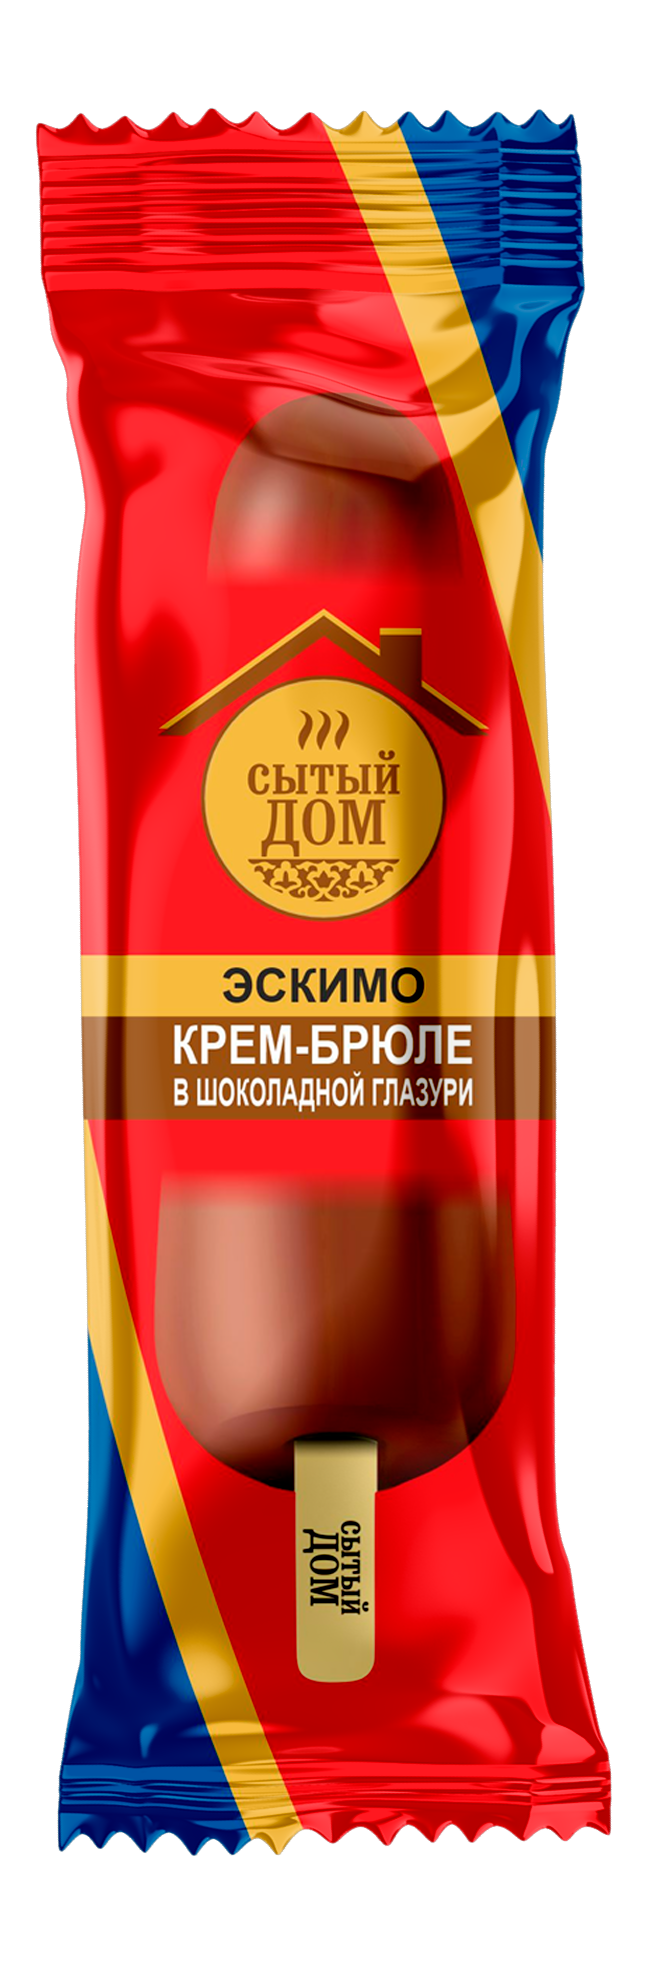 СЫТЫЙ
ДОМ
ЭСКИМО
КРЕМ-БРЮЛЕ
В ШОКОЛАДНОЙ ГЛАЗУРИ
СЫТЫЙ
ДОМ